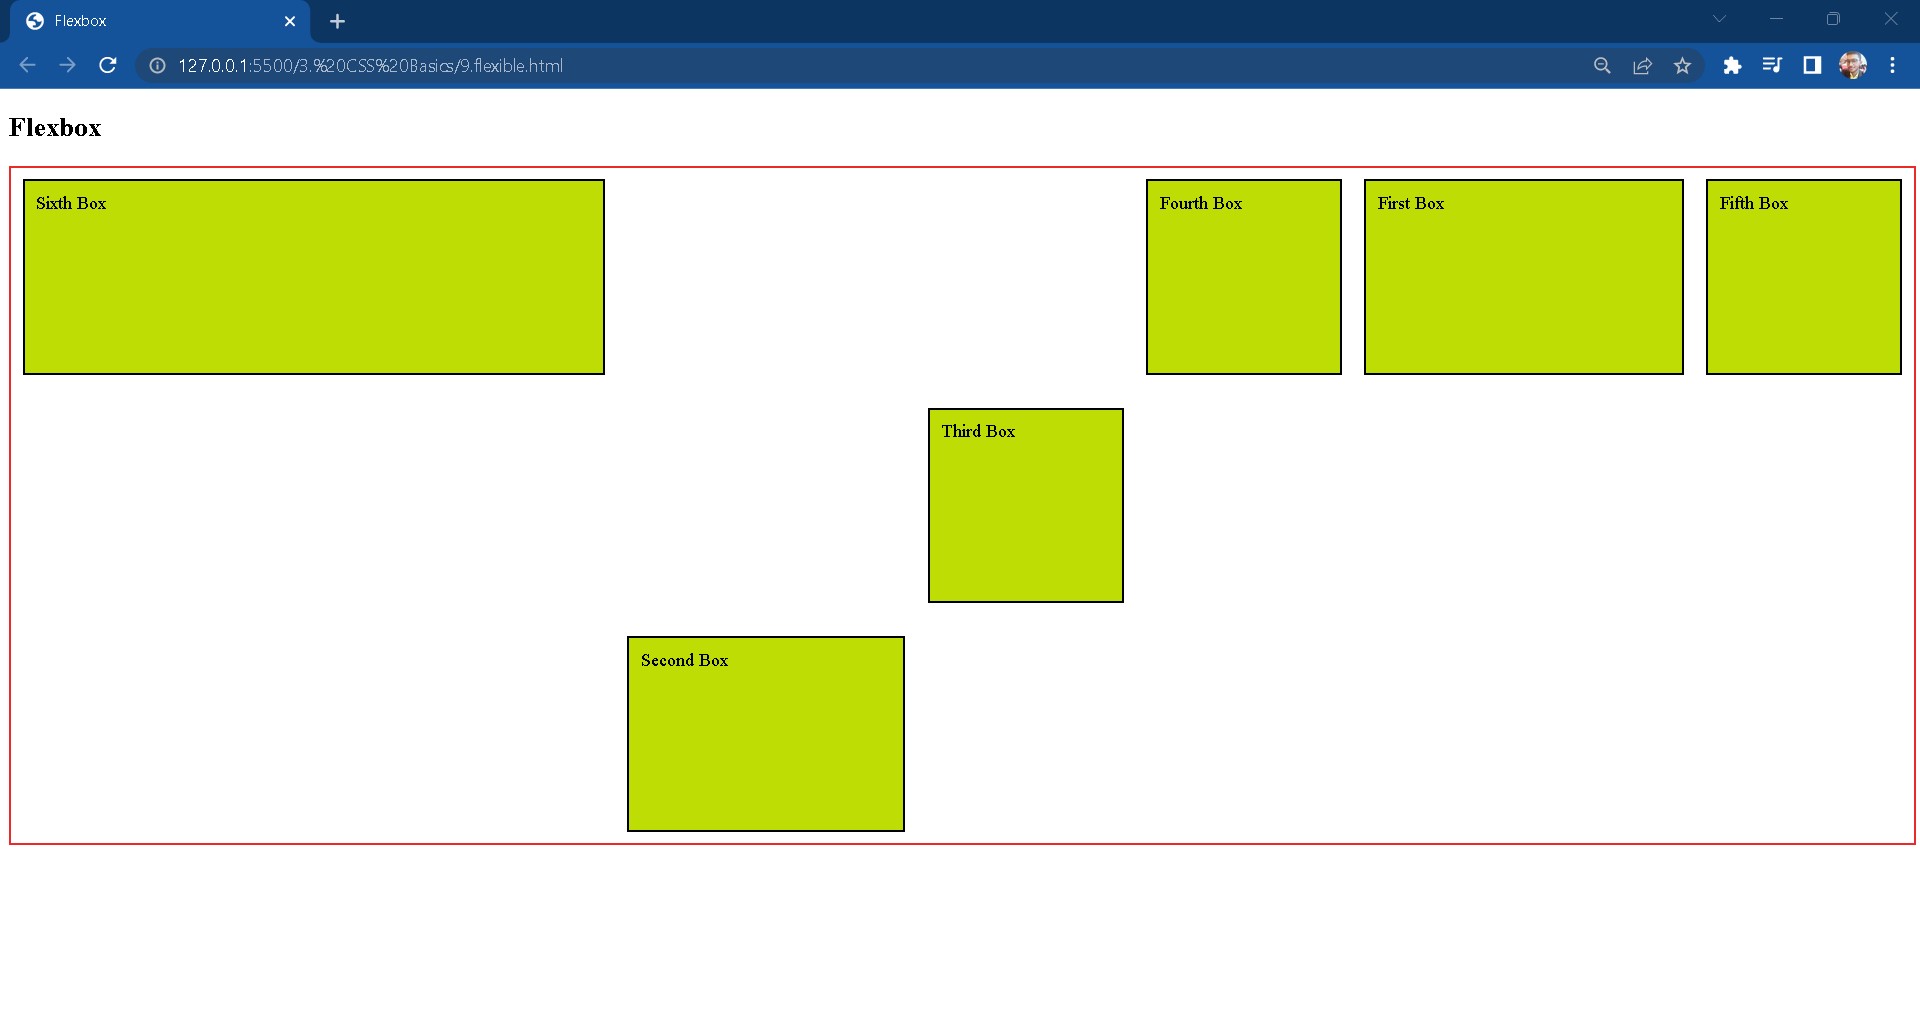 Flexbox
127.0.0.1:5500/3.%20CSS%20Basics/9.flexible.html
Flexbox
Sixth Box
Fourth Box
First Box
Fifth Box
Third Box
Second Box